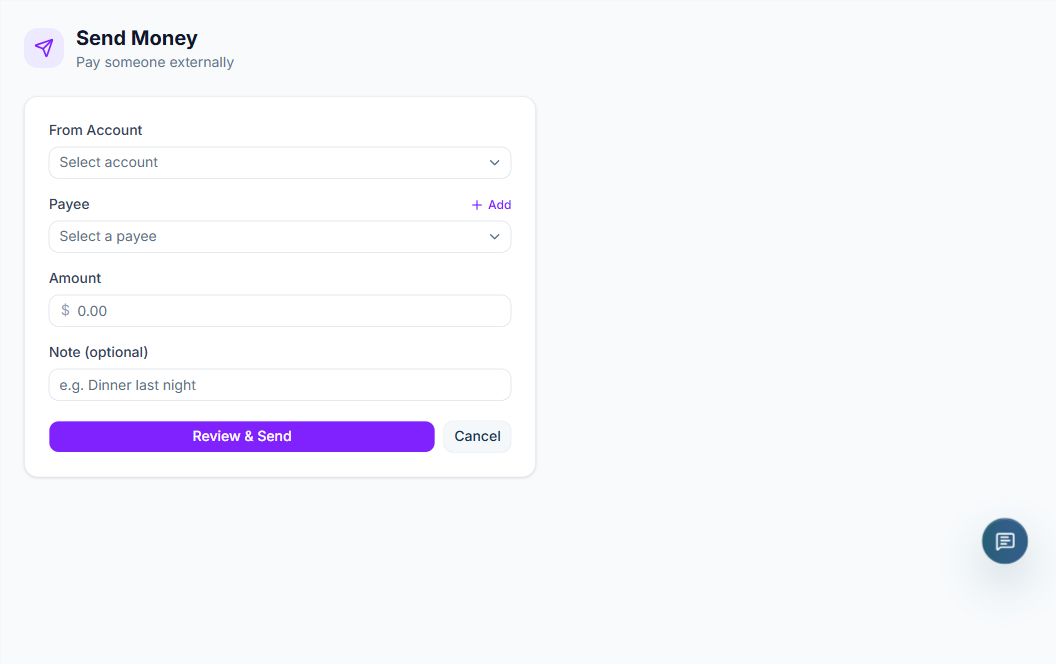 Send Money
Pay someone externally
From Account
Select account
Payee
+ Add
Select a payee
Amount
$ 0.00
Note (optional)
e.g. Dinner last night
Review & Send
Cancel